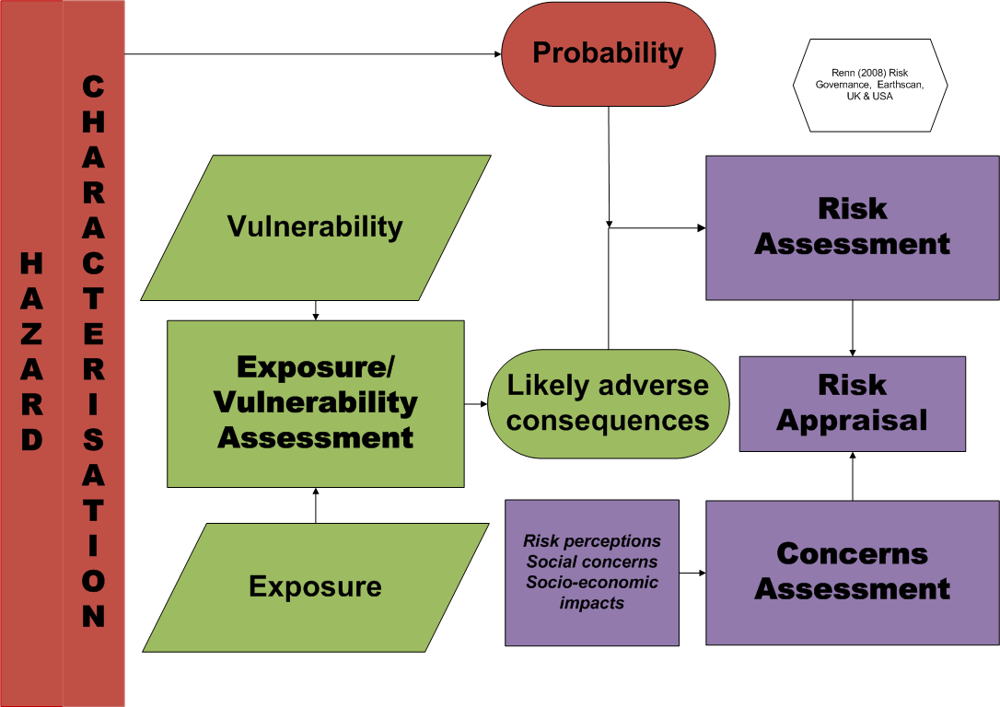 HAZARD
CHARACTERISATION
Probability
Renn (2008) Risk
Governance,  Earthscan,
UK & USA
Vulnerability
Risk
Assessment
Exposure/
Vulnerability
Assessment
Likely adverse
consequences
Risk
Appraisal
Exposure
Risk perceptions
Social concerns
Socio-economic
impacts
Concerns
Assessment